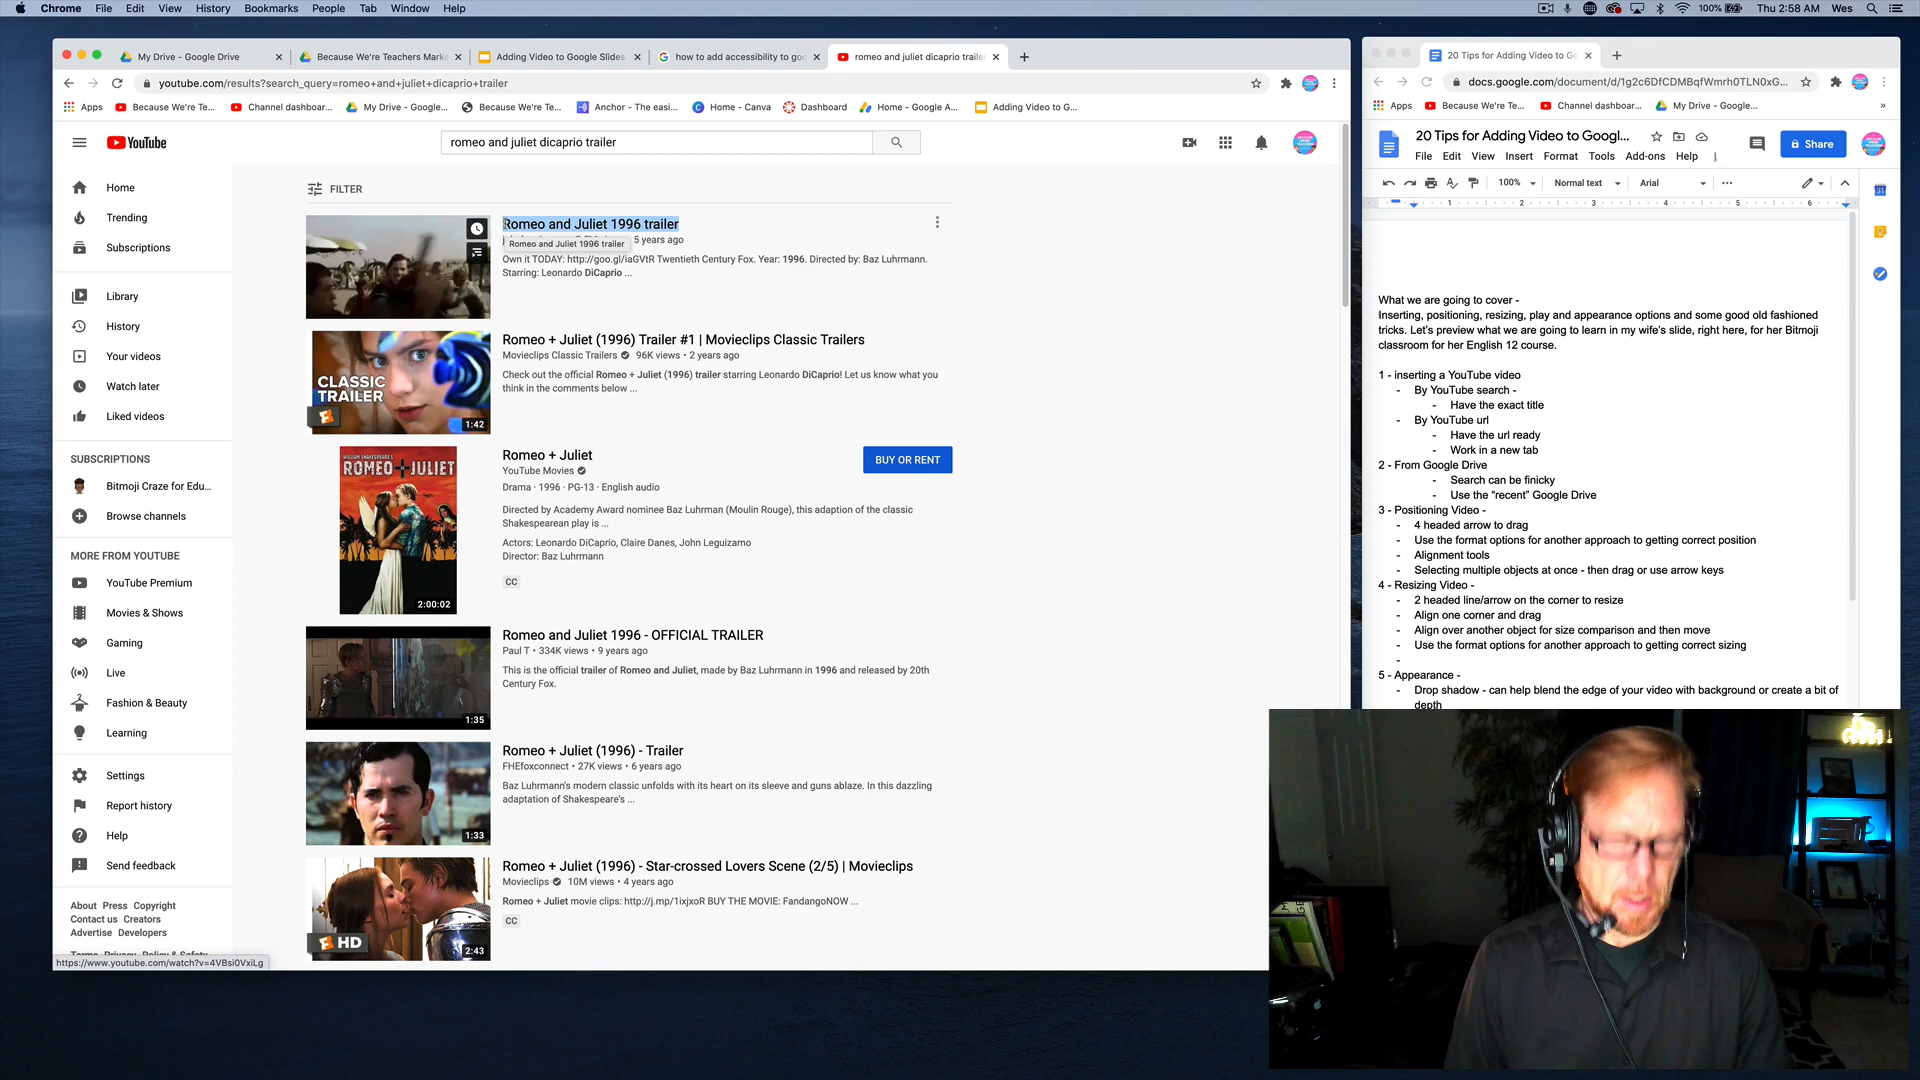 Chrome File Edit View History Bookmarks People Tab Window Help
100% Thu 2:58 AM Wes
My Drive - Google Drive
Because We're Teachers Marke
Adding Video to Google Slides
how to add accessibility to goo
romeo and juliet dicaprio trailer
youtube.com/results?search_query=romeo+and+juliet+dicaprio+trailer
Apps
Because We're Te...
Channel dashboar...
My Drive - Google...
Because We're Te...
Anchor - The easi...
Home - Canva
Dashboard
Home - Google A...
Adding Video to G...
YouTube
romeo and juliet dicaprio trailer
Home
Trending
Subscriptions
Library
History
Your videos
Watch later
Liked videos
SUBSCRIPTIONS
Bitmoji Craze for Edu...
Browse channels
MORE FROM YOUTUBE
YouTube Premium
Movies & Shows
Gaming
Live
Fashion & Beauty
Learning
Settings
Report history
Help
Send feedback
About Press Copyright
Contact us Creators
Advertise Developers
Terms Privacy Policy & Safety
https://www.youtube.com/watch?v=4VBsi0VxiLg
FILTER
Romeo and Juliet 1996 trailer
5 years ago
Romeo and Juliet 1996 trailer
Own it TODAY: http://goo.gl/iaGVtR Twentieth Century Fox. Year: 1996. Directed by: Baz Luhrmann.
Starring: Leonardo DiCaprio ...
CLASSIC
TRAILER
1:42
Romeo + Juliet (1996) Trailer #1 | Movieclips Classic Trailers
Movieclips Classic Trailers 96K views • 2 years ago
Check out the official Romeo + Juliet (1996) trailer starring Leonardo DiCaprio! Let us know what you
think in the comments below ...
WILLIAM SHAKESPEARE'S
ROMEO + JULIET
2:00:02
Romeo + Juliet
YouTube Movies
Drama · 1996 · PG-13 · English audio
Directed by Academy Award nominee Baz Luhrman (Moulin Rouge), this adaption of the classic
Shakespearean play is ...
Actors: Leonardo DiCaprio, Claire Danes, John Leguizamo
Director: Baz Luhrmann
CC
BUY OR RENT
1:35
Romeo and Juliet 1996 - OFFICIAL TRAILER
Paul T • 334K views • 9 years ago
This is the official trailer of Romeo and Juliet, made by Baz Luhrmann in 1996 and released by 20th
Century Fox.
1:33
Romeo + Juliet (1996) - Trailer
FHEfoxconnect • 27K views • 6 years ago
Baz Luhrmann's modern classic unfolds with its heart on its sleeve and guns ablaze. In this dazzling
adaptation of Shakespeare's ...
HD
2:43
Romeo + Juliet (1996) - Star-crossed Lovers Scene (2/5) | Movieclips
Movieclips 10M views • 4 years ago
Romeo + Juliet movie clips: http://j.mp/1ixjxoR BUY THE MOVIE: FandangoNOW ...
CC
20 Tips for Adding Video to Go
docs.google.com/document/d/1g2c6DfCDMBqfWmrh0TLN0xG...
Apps
Because We're Te...
Channel dashboar...
My Drive - Google...
»
20 Tips for Adding Video to Googl...
File Edit View Insert Format Tools Add-ons Help
Share
100% Normal text Arial
1 2 3 4 5 6
What we are going to cover -
Inserting, positioning, resizing, play and appearance options and some good old fashioned
tricks. Let's preview what we are going to learn in my wife's slide, right here, for her Bitmoji
classroom for her English 12 course.
1 - inserting a YouTube video
- By YouTube search -
- Have the exact title
- By YouTube url
- Have the url ready
- Work in a new tab
2 - From Google Drive
- Search can be finicky
- Use the “recent” Google Drive
3 - Positioning Video -
- 4 headed arrow to drag
- Use the format options for another approach to getting correct position
- Alignment tools
- Selecting multiple objects at once - then drag or use arrow keys
4 - Resizing Video -
- 2 headed line/arrow on the corner to resize
- Align one corner and drag
- Align over another object for size comparison and then move
- Use the format options for another approach to getting correct sizing
-
5 - Appearance -
- Drop shadow - can help blend the edge of your video with background or create a bit of
depth